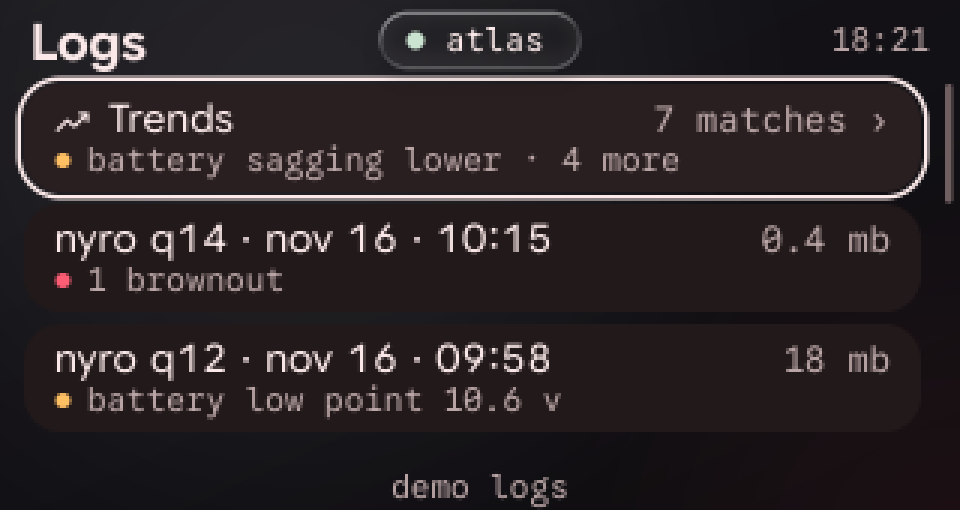 Logs
atlas
18:21
Trends
7 matches ›
battery sagging lower · 4 more
nyro q14 · nov 16 · 10:15
0.4 mb
1 brownout
nyro q12 · nov 16 · 09:58
18 mb
battery low point 10.6 v
demo logs